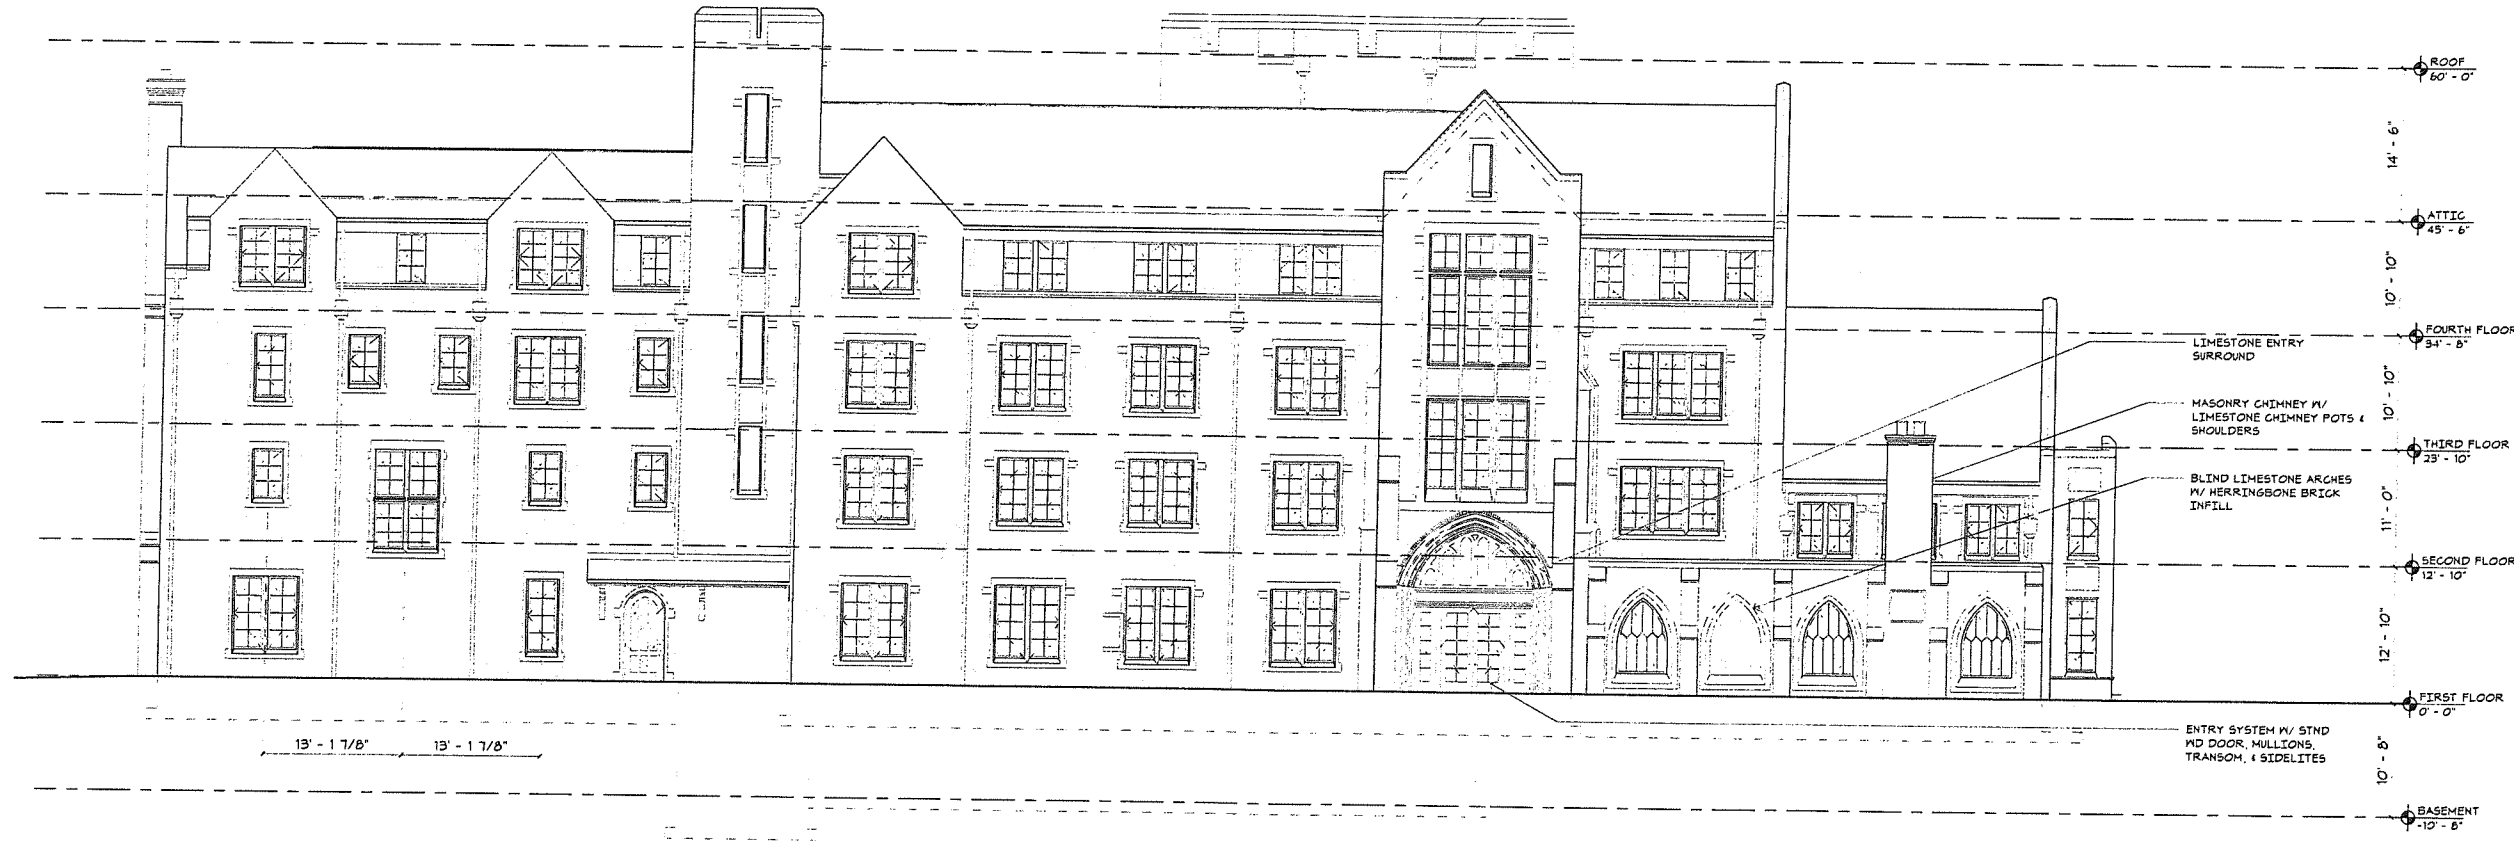 ROOF
60' - 0"
14' - 6"
ATTIC
45' - 6"
10' - 10"
FOURTH FLOOR
34' - 8"
LIMESTONE ENTRY
SURROUND
10' - 10"
MASONRY CHIMNEY W/
LIMESTONE CHIMNEY POTS &
SHOULDERS
THIRD FLOOR
23' - 10"
BLIND LIMESTONE ARCHES
W/ HERRINGBONE BRICK
INFILL
11' - 0"
SECOND FLOOR
12' - 10"
12' - 10"
FIRST FLOOR
0' - 0"
ENTRY SYSTEM W/ STND
WD DOOR, MULLIONS,
TRANSOM, & SIDELITES
13' - 1 7/8"
13' - 1 7/8"
10' - 8"
BASEMENT
-10' - 8"